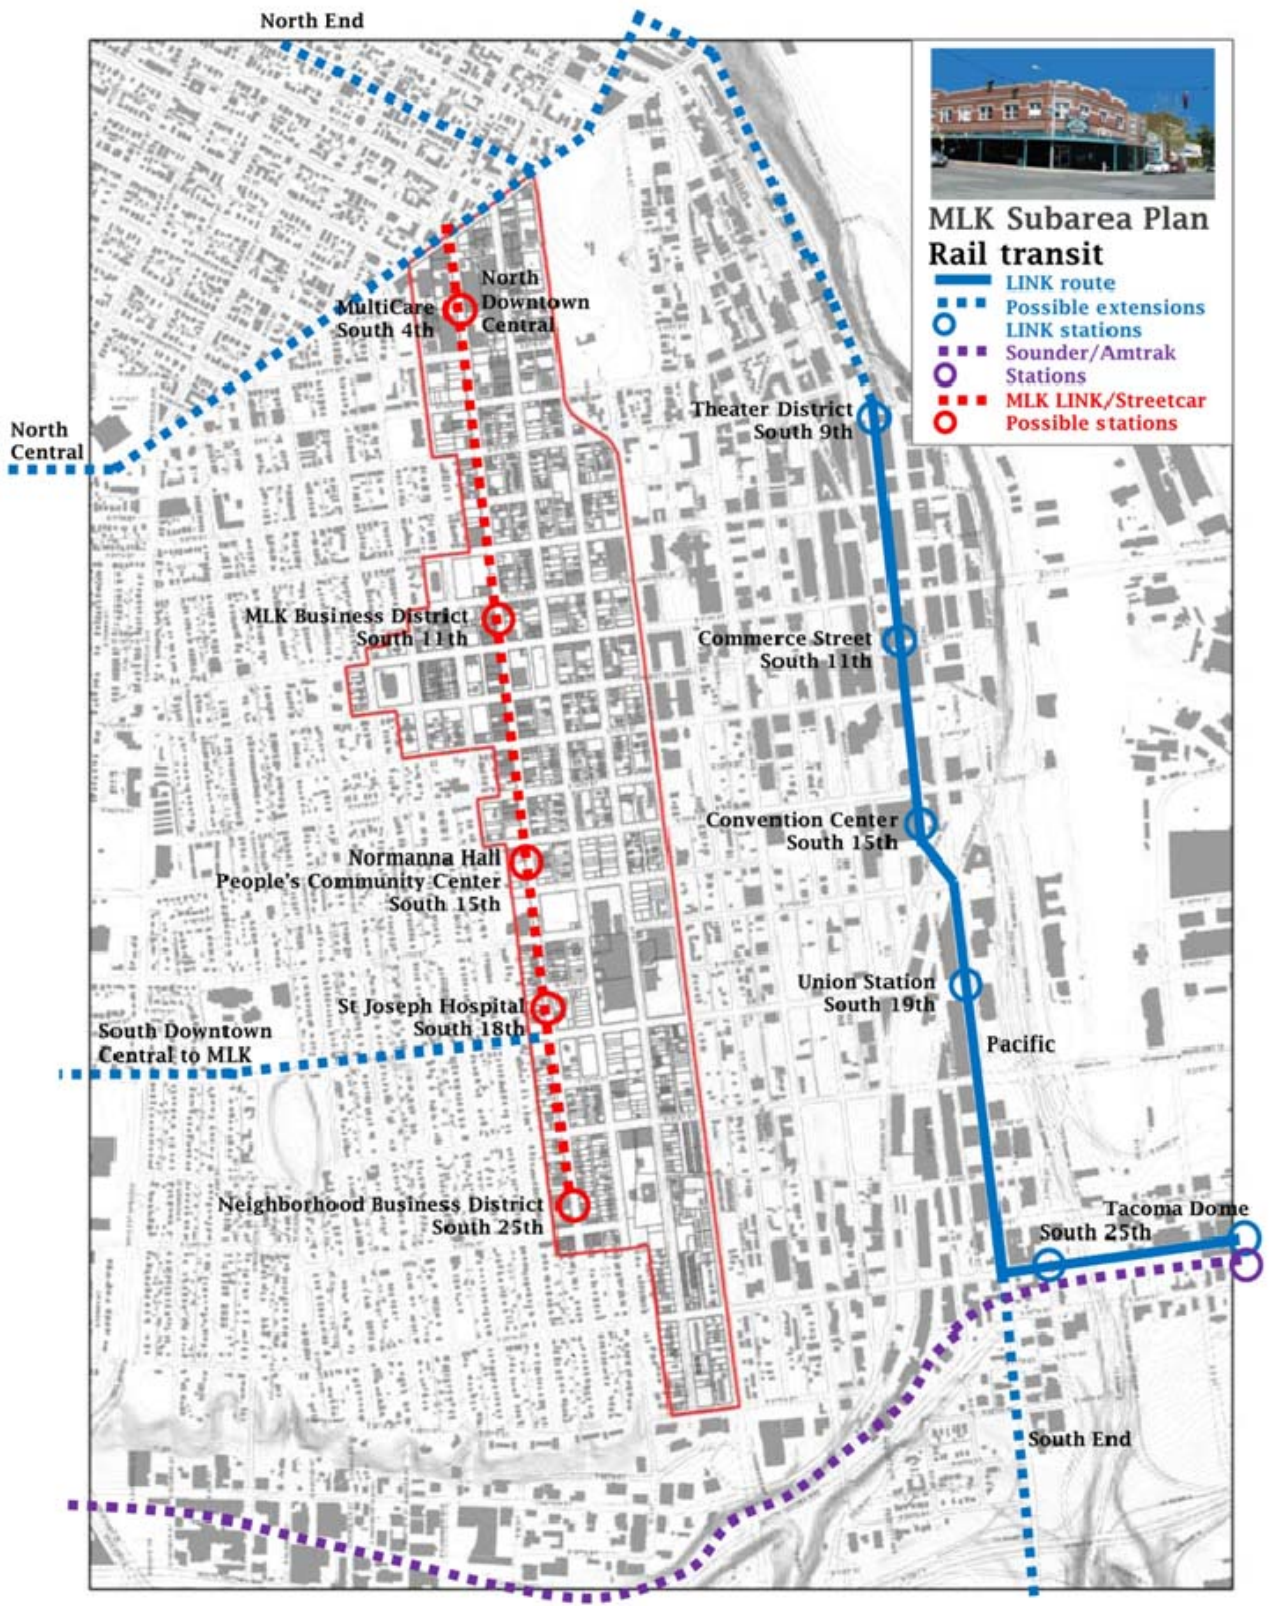 North End
MLK Subarea Plan
Rail transit
LINK route
Possible extensions
LINK stations
Sounder/Amtrak
Stations
MLK LINK/Streetcar
Possible stations
North
Downtown
Central
MultiCare
South 4th
North
Central
Theater District
South 9th
MLK Business District
South 11th
Commerce Street
South 11th
Convention Center
South 15th
Normanna Hall
People's Community Center
South 15th
Union Station
South 19th
St Joseph Hospital
South 18th
South Downtown
Central to MLK
Pacific
Neighborhood Business District
South 25th
Tacoma Dome
South 25th
South End